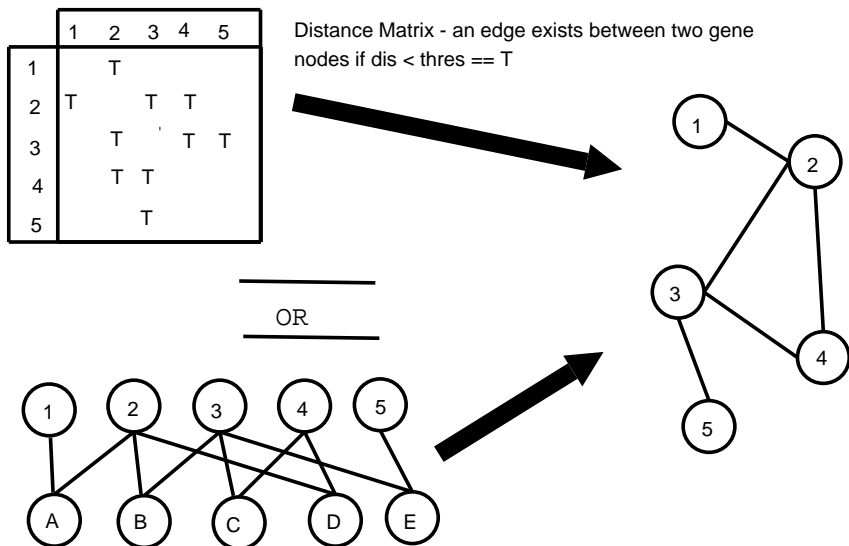 1 2 3 4 5
Distance Matrix - an edge exists between two gene
nodes if dis < thres == T
1 T
2 T T T
3 T T T
4 T T
5 T
1
2
3
4
5
OR
1 2 3 4 5
A B C D E